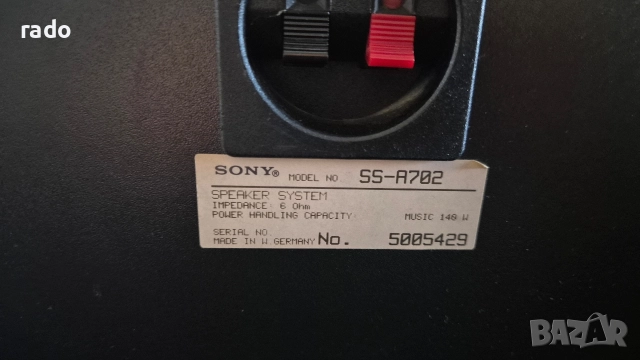 rado
SONY® MODEL NO SS-A702
SPEAKER SYSTEM
IMPEDANCE: 6 Ohm
POWER HANDLING CAPACITY: MUSIC 140 W
SERIAL NO
MADE IN W.GERMANY No. 5005429
BAZAR